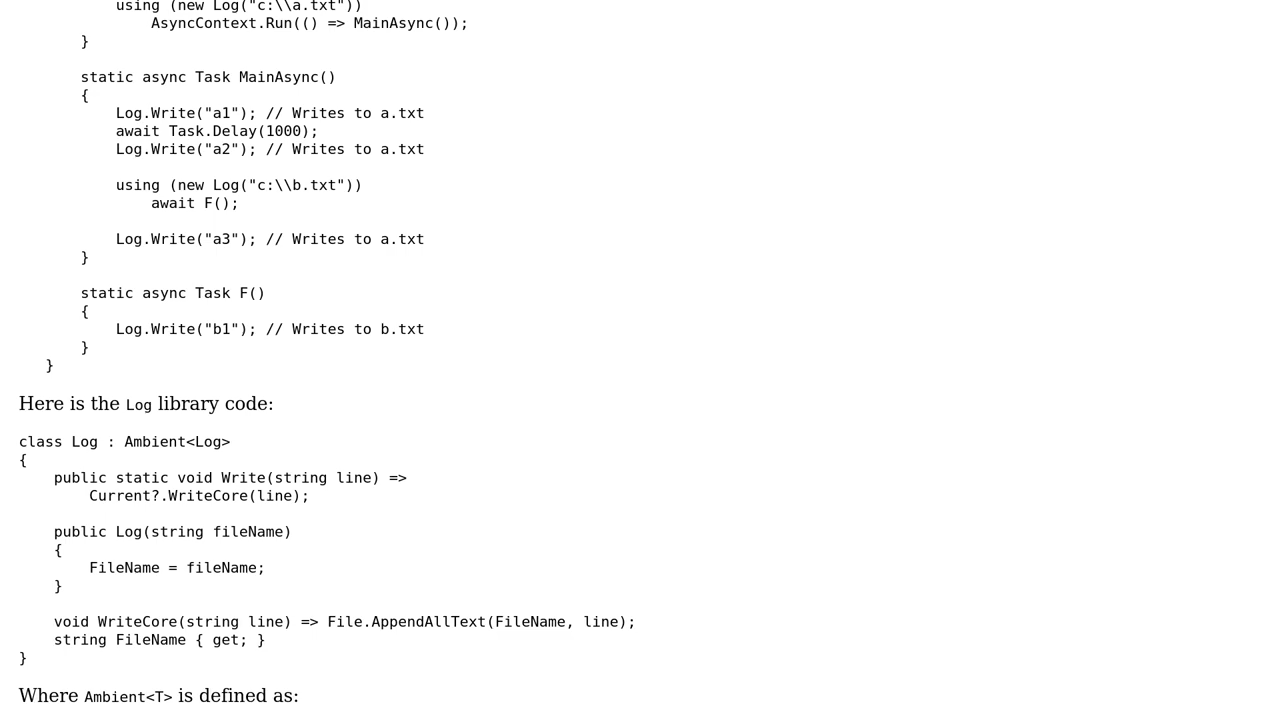 using (new Log("c:\\a.txt"))
AsyncContext.Run(() => MainAsync());
}
static async Task MainAsync()
{
Log.Write("a1"); // Writes to a.txt
await Task.Delay(1000);
Log.Write("a2"); // Writes to a.txt
using (new Log("c:\\b.txt"))
await F();
Log.Write("a3"); // Writes to a.txt
}
static async Task F()
{
Log.Write("b1"); // Writes to b.txt
}
}
Here is the Log library code:
class Log : Ambient<Log>
{
public static void Write(string line) =>
Current?.WriteCore(line);
public Log(string fileName)
{
FileName = fileName;
}
void WriteCore(string line) => File.AppendAllText(FileName, line);
string FileName { get; }
}
Where Ambient<T> is defined as: